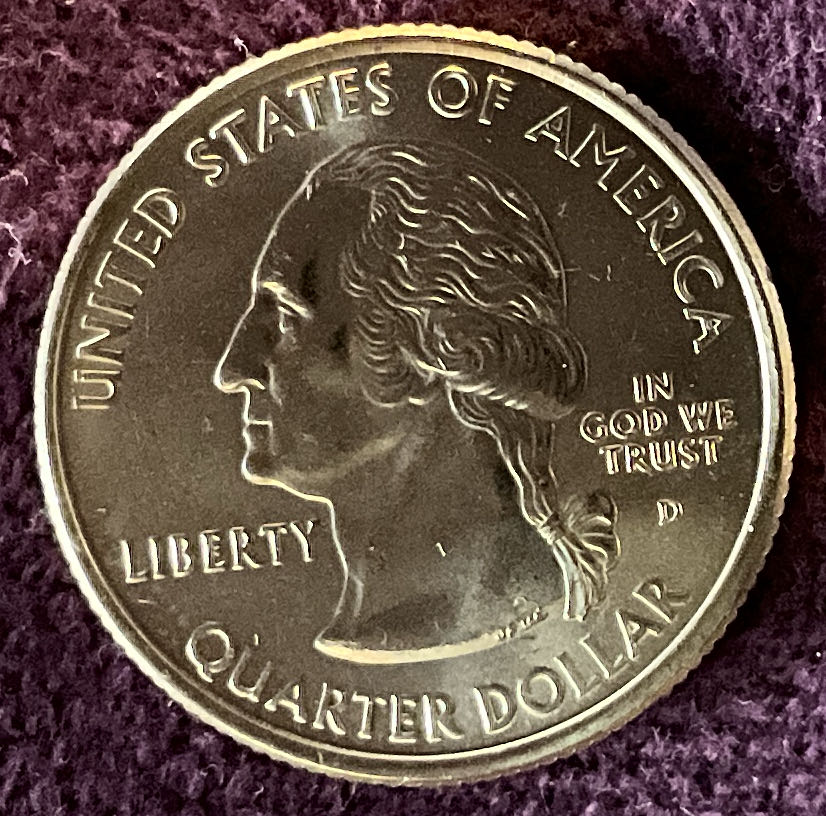 UNITED STATES OF AMERICA
IN
GOD WE
TRUST
D
LIBERTY
QUARTER DOLLAR